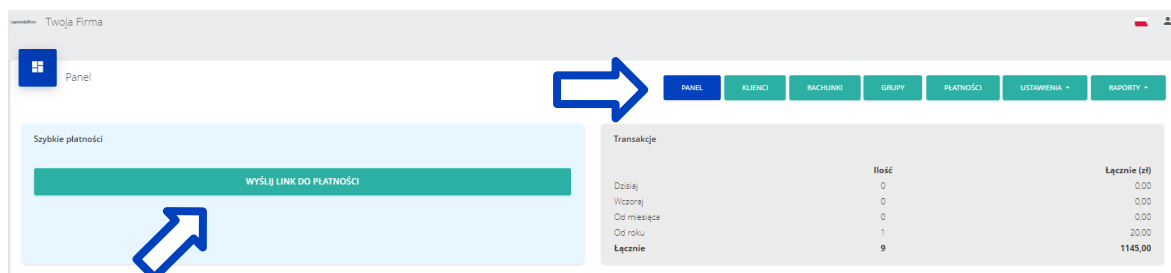 Twoja Firma
Panel
PANEL
KLIENCI
RACHUNKI
GRUPY
PŁATNOŚCI
USTAWIENIA
RAPORTY
Szybkie płatności
WYŚLIJ LINK DO PŁATNOŚCI
Transakcje
Ilość Łącznie (zł)
Dzisiaj 0 0,00
Wczoraj 0 0,00
Od miesiąca 0 0,00
Od roku 1 20,00
Łącznie 9 1145,00